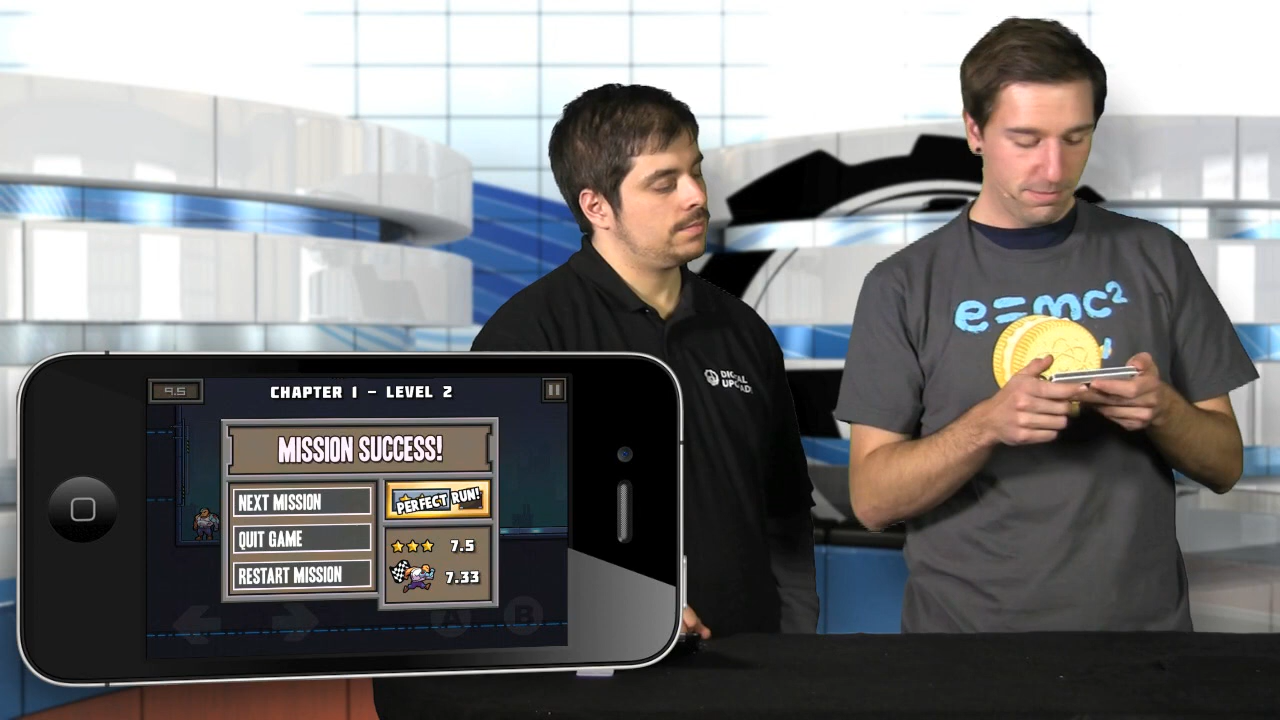 9.5
CHAPTER 1 - LEVEL 2
MISSION SUCCESS!
NEXT MISSION
QUIT GAME
RESTART MISSION
PERFECT RUN!
7.5
7.33
A
B
e=mc²